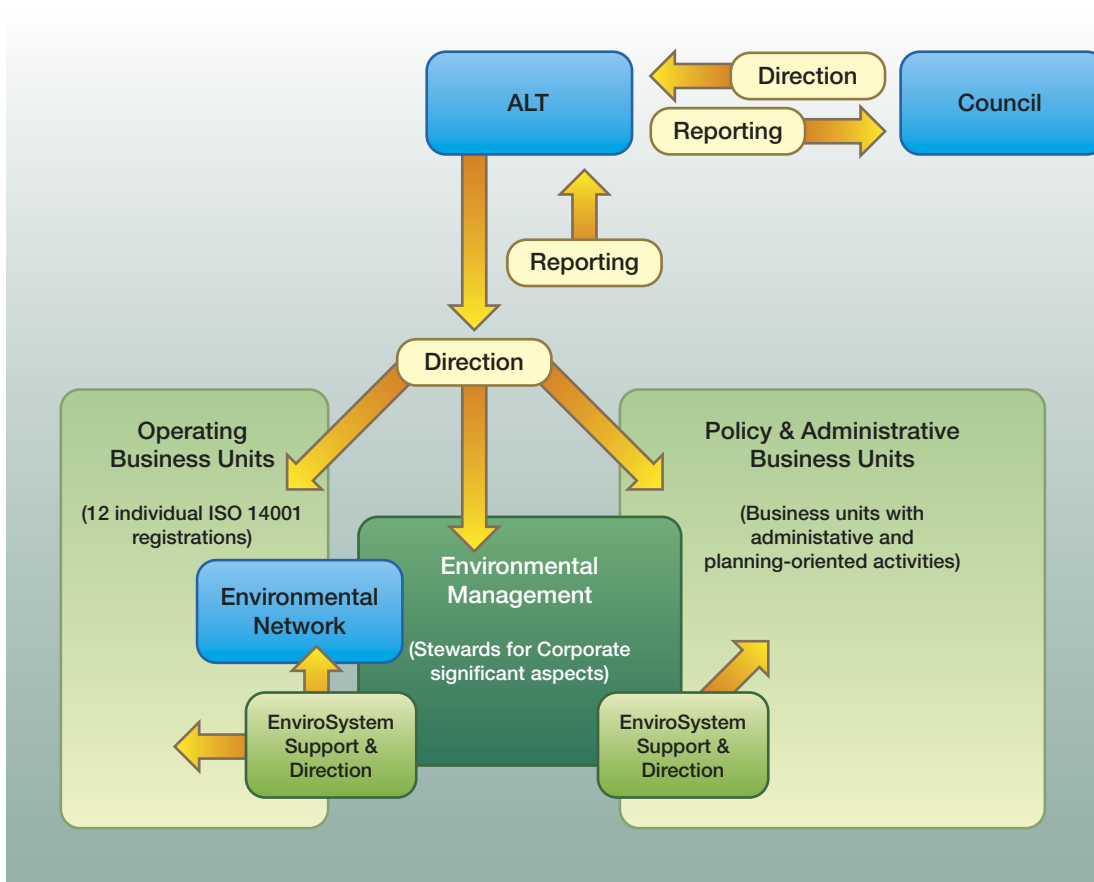 ALT
Direction
Council
Reporting
Reporting
Direction
Operating
Business Units
(12 individual ISO 14001
registrations)
Policy & Administrative
Business Units
(Business units with
administative and
planning-oriented activities)
Environmental
Management
(Stewards for Corporate
significant aspects)
Environmental
Network
EnviroSystem
Support &
Direction
EnviroSystem
Support &
Direction